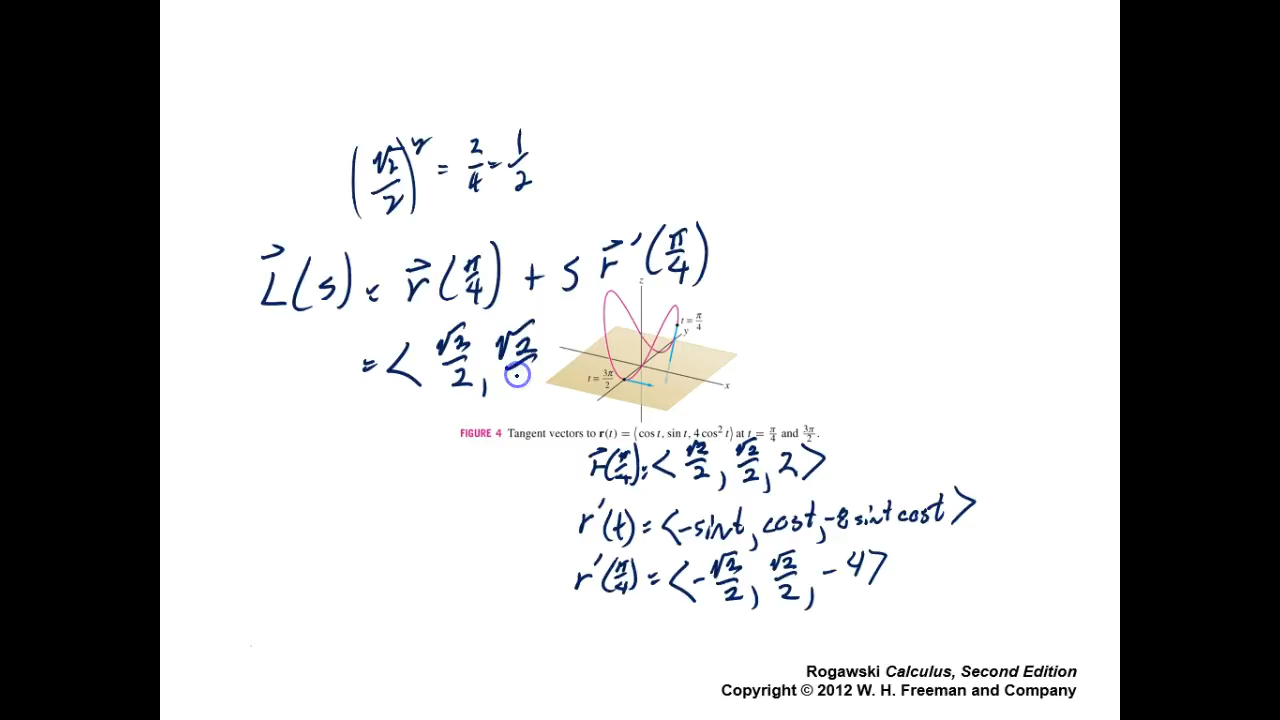 (√2/2)² = 2/4 = 1/2
L⃗(s) = r⃗(π/4) + s r⃗′(π/4)
= < √2/2, √2/2
z
t = π/4
y
t = 3π/2
x
FIGURE 4 Tangent vectors to r(t) = ⟨cos t, sin t, 4 cos² t⟩ at t = π/4 and 3π/2.
r⃗(π/4) = < √2/2, √2/2, 2 >
r′(t) = < -sin t, cos t, -8 sin t cos t >
r′(π/4) = < -√2/2, √2/2, -4 >
Rogawski Calculus, Second Edition
Copyright © 2012 W. H. Freeman and Company